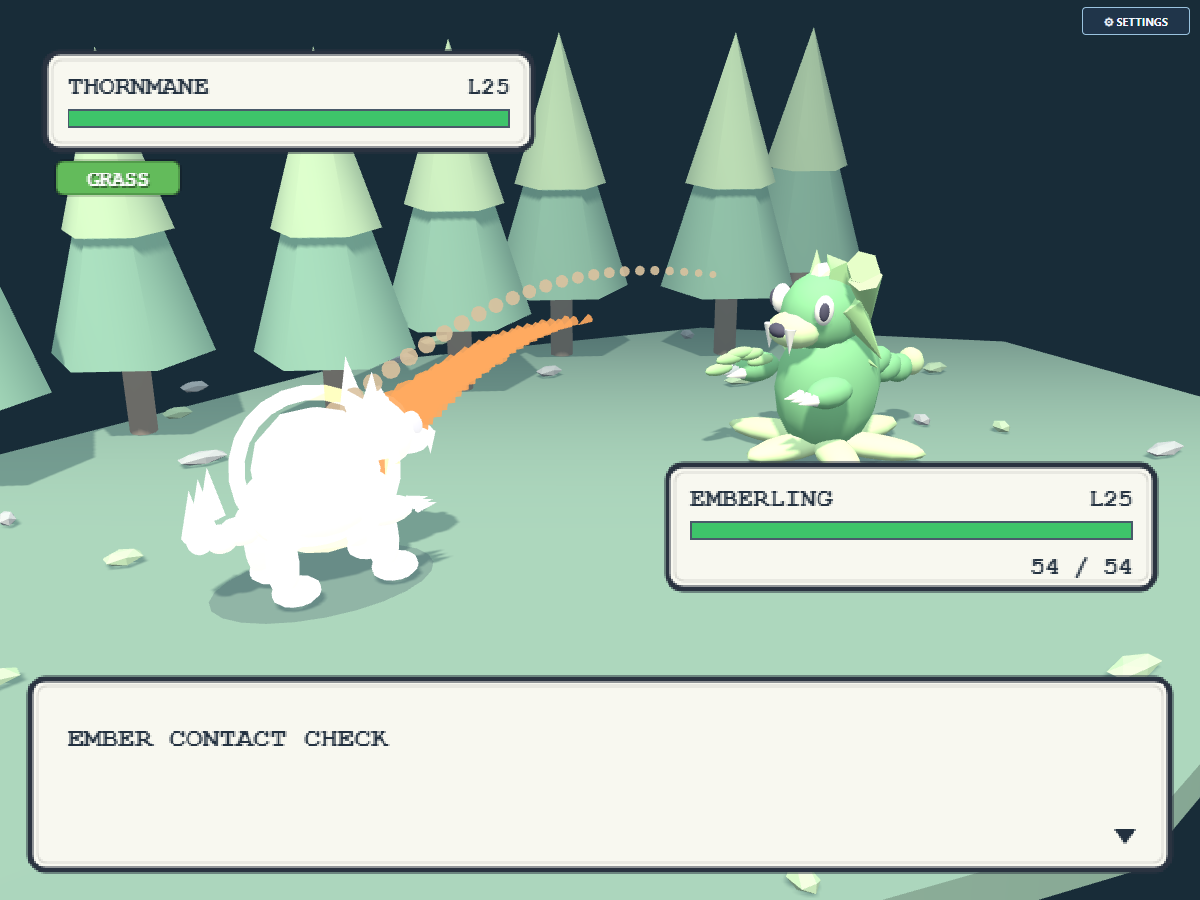 ⚙ SETTINGS
THORNMANE L25
GRASS
EMBERLING L25
54 / 54
EMBER CONTACT CHECK